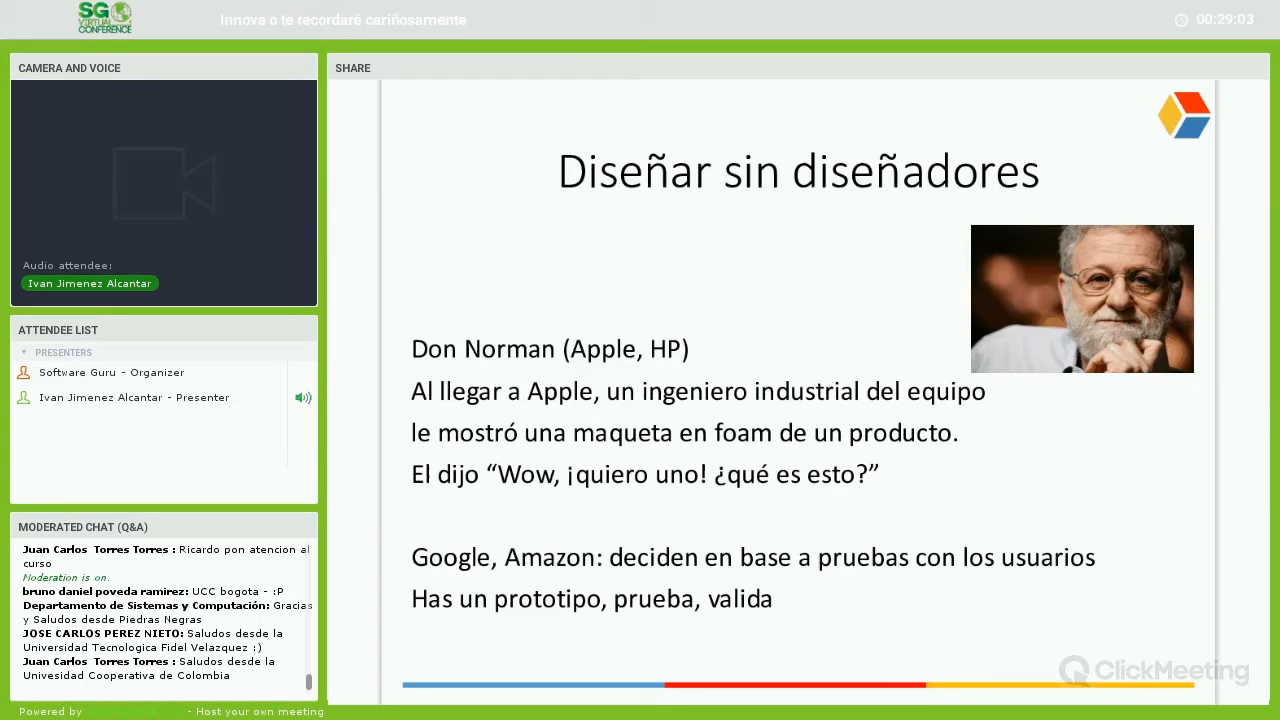 SG
VIRTUAL
CONFERENCE
Innova o te recordaré cariñosamente
00:29:03
CAMERA AND VOICE
Audio attendee:
Ivan Jimenez Alcantar
ATTENDEE LIST
PRESENTERS
Software Guru - Organizer
Ivan Jimenez Alcantar - Presenter
MODERATED CHAT (Q&A)
Juan Carlos Torres Torres : Ricardo pon atencion al
curso
Moderation is on.
bruno daniel poveda ramirez: UCC bogota - :P
Departamento de Sistemas y Computación: Gracias
y Saludos desde Piedras Negras
JOSE CARLOS PEREZ NIETO: Saludos desde la
Universidad Tecnologica Fidel Velazquez :)
Juan Carlos Torres Torres : Saludos desde la
Univesidad Cooperativa de Colombia
Powered by
- Host your own meeting
SHARE
Diseñar sin diseñadores
Don Norman (Apple, HP)
Al llegar a Apple, un ingeniero industrial del equipo
le mostró una maqueta en foam de un producto.
El dijo “Wow, ¡quiero uno! ¿qué es esto?”
Google, Amazon: deciden en base a pruebas con los usuarios
Has un prototipo, prueba, valida
ClickMeeting